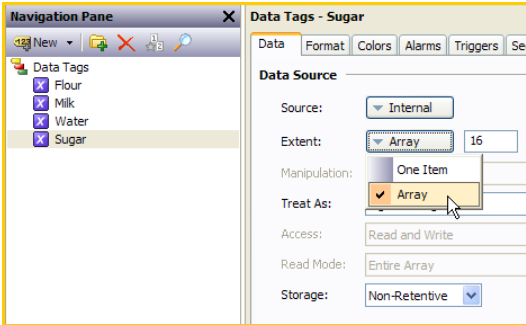 Navigation Pane
New
Data Tags
Flour
Milk
Water
Sugar
Data Tags - Sugar
Data Format Colors Alarms Triggers Se
Data Source
Source: Internal
Extent: Array 16
One Item
Manipulation:
Array
Treat As:
Access: Read and Write
Read Mode: Entire Array
Storage: Non-Retentive